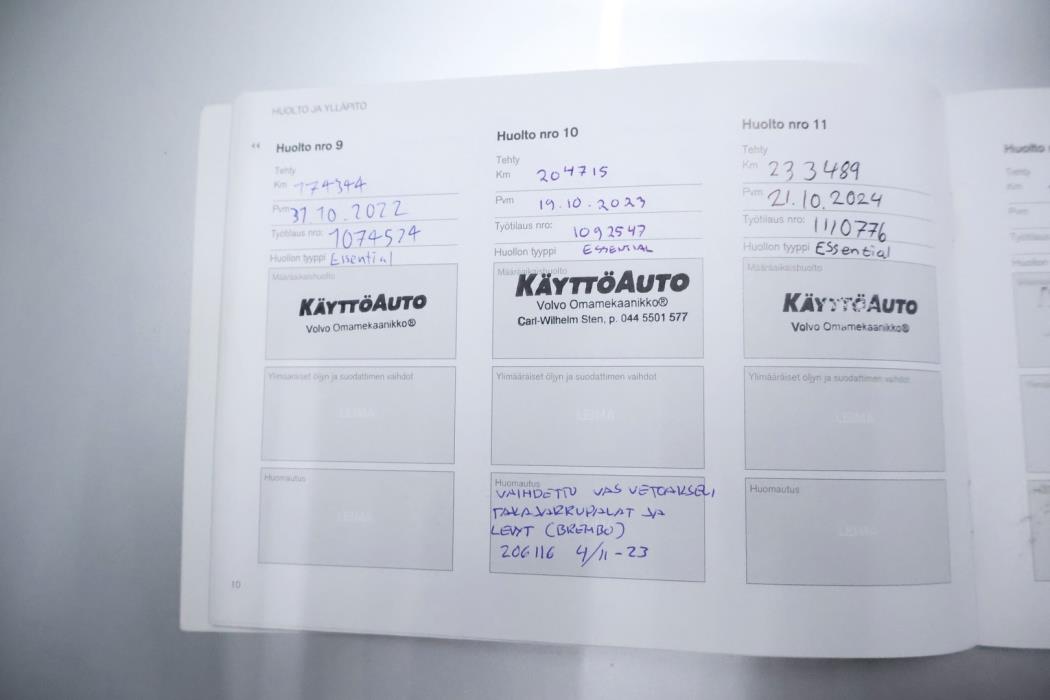 HUOLTO JA YLLÄPITO
Huolto nro 9
Tehty
Km 174344
Pvm 31.10.2022
Työtilaus nro: 1074574
Huollon tyyppi Essential
Määräaikaishuolto
KÄYTTÖAUTO
Volvo Omamekaanikko®
Ylimääräiset öljyn ja suodattimen vaihdot
LEIMA
Huomautus
LEIMA
Huolto nro 10
Tehty
Km 204715
Pvm 19.10.2023
Työtilaus nro: 1092547
Huollon tyyppi ESSENTIAL
Määräaikaishuolto
KÄYTTÖAUTO
Volvo Omamekaanikko®
Carl-Wilhelm Sten, p. 044 5501 577
Ylimääräiset öljyn ja suodattimen vaihdot
LEIMA
Huomautus
VAIHDETTU VAS VETOAKSELI
TAKAJARRUPALAT JA
LEVYT (BREMBO)
206116 4/11-23
Huolto nro 11
Tehty
Km 233489
Pvm 21.10.2024
Työtilaus nro: 1110776
Huollon tyyppi ESSential
Määräaikaishuolto
KÄYTTÖAUTO
Volvo Omamekaanikko®
Ylimääräiset öljyn ja suodattimen vaihdot
LEIMA
Huomautus
LEIMA
10